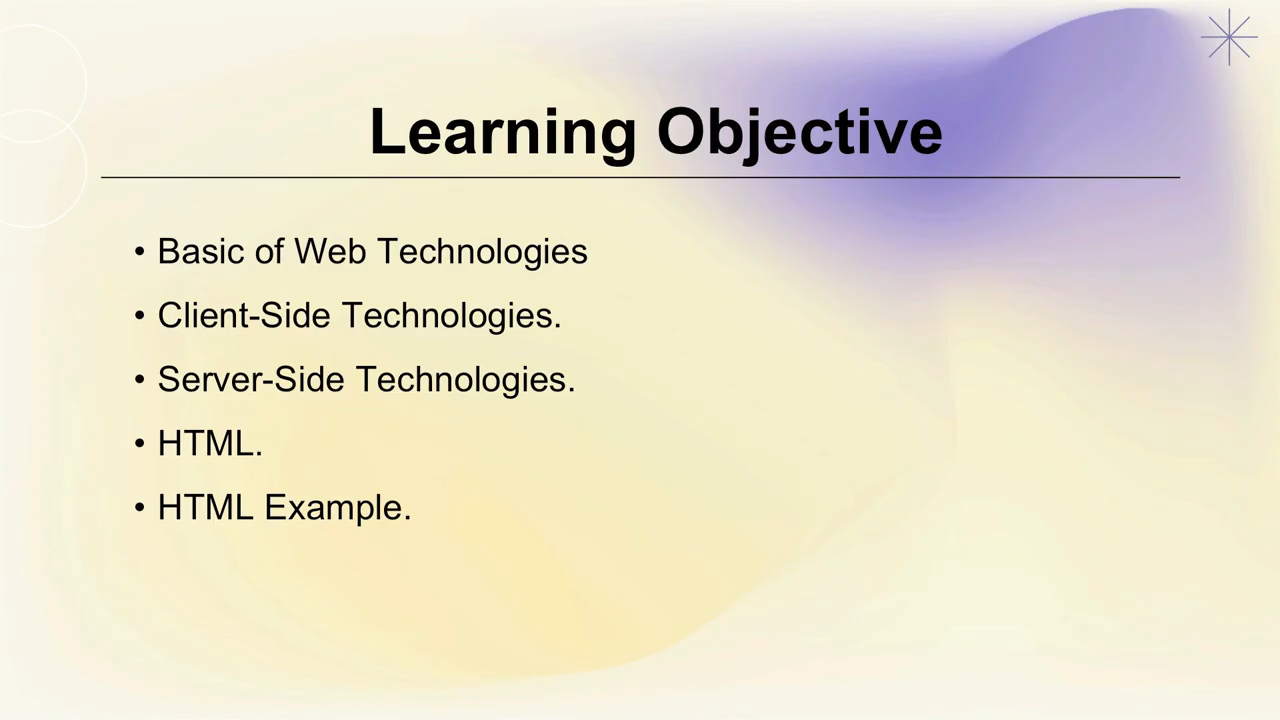 Learning Objective
• Basic of Web Technologies
• Client-Side Technologies.
• Server-Side Technologies.
• HTML.
• HTML Example.